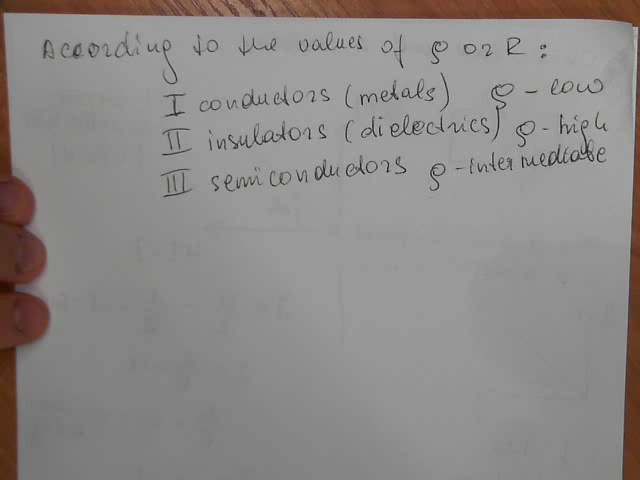 According to the values of ρ or R:
I conductors (metals) ρ - low
II insulators (dielectrics) ρ - high
III semiconductors ρ - intermediate